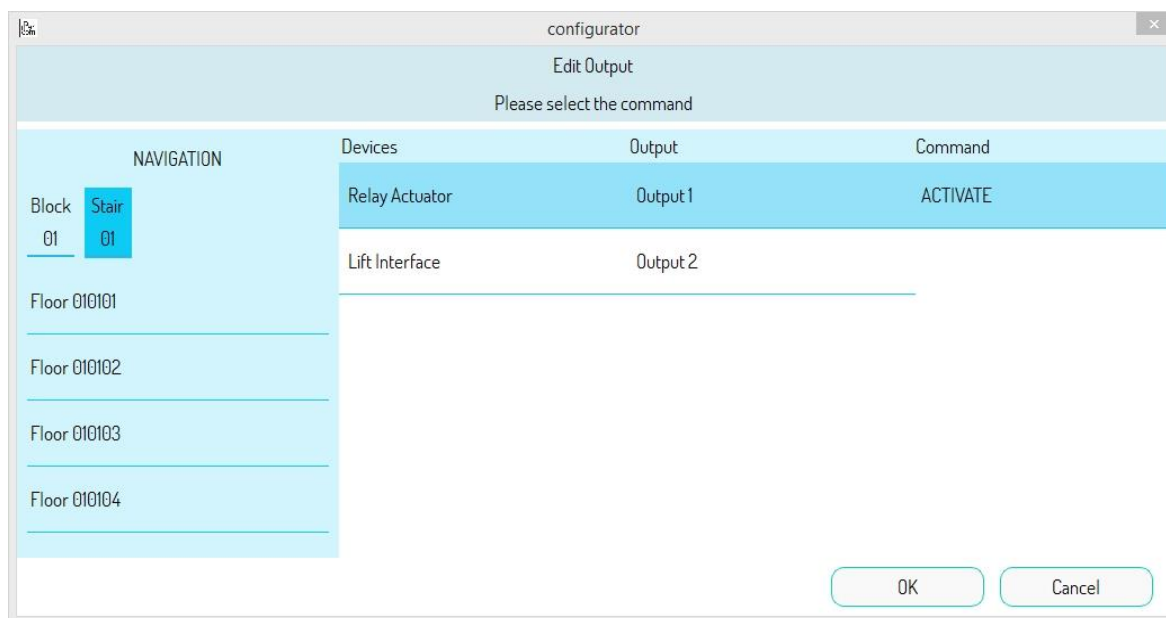 configurator
Edit Output
Please select the command
NAVIGATION
Block Stair
01 01
Floor 010101
Floor 010102
Floor 010103
Floor 010104
Devices Output Command
Relay Actuator Output 1 ACTIVATE
Lift Interface Output 2
OK Cancel